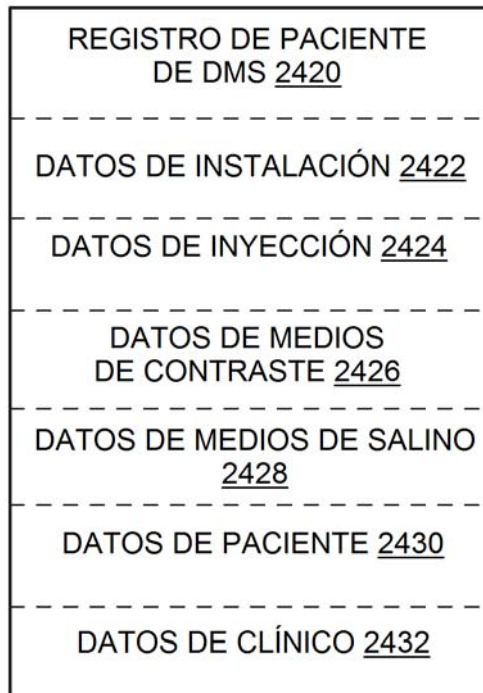 REGISTRO DE PACIENTE
DE DMS 2420
DATOS DE INSTALACIÓN 2422
DATOS DE INYECCIÓN 2424
DATOS DE MEDIOS
DE CONTRASTE 2426
DATOS DE MEDIOS DE SALINO
2428
DATOS DE PACIENTE 2430
DATOS DE CLÍNICO 2432